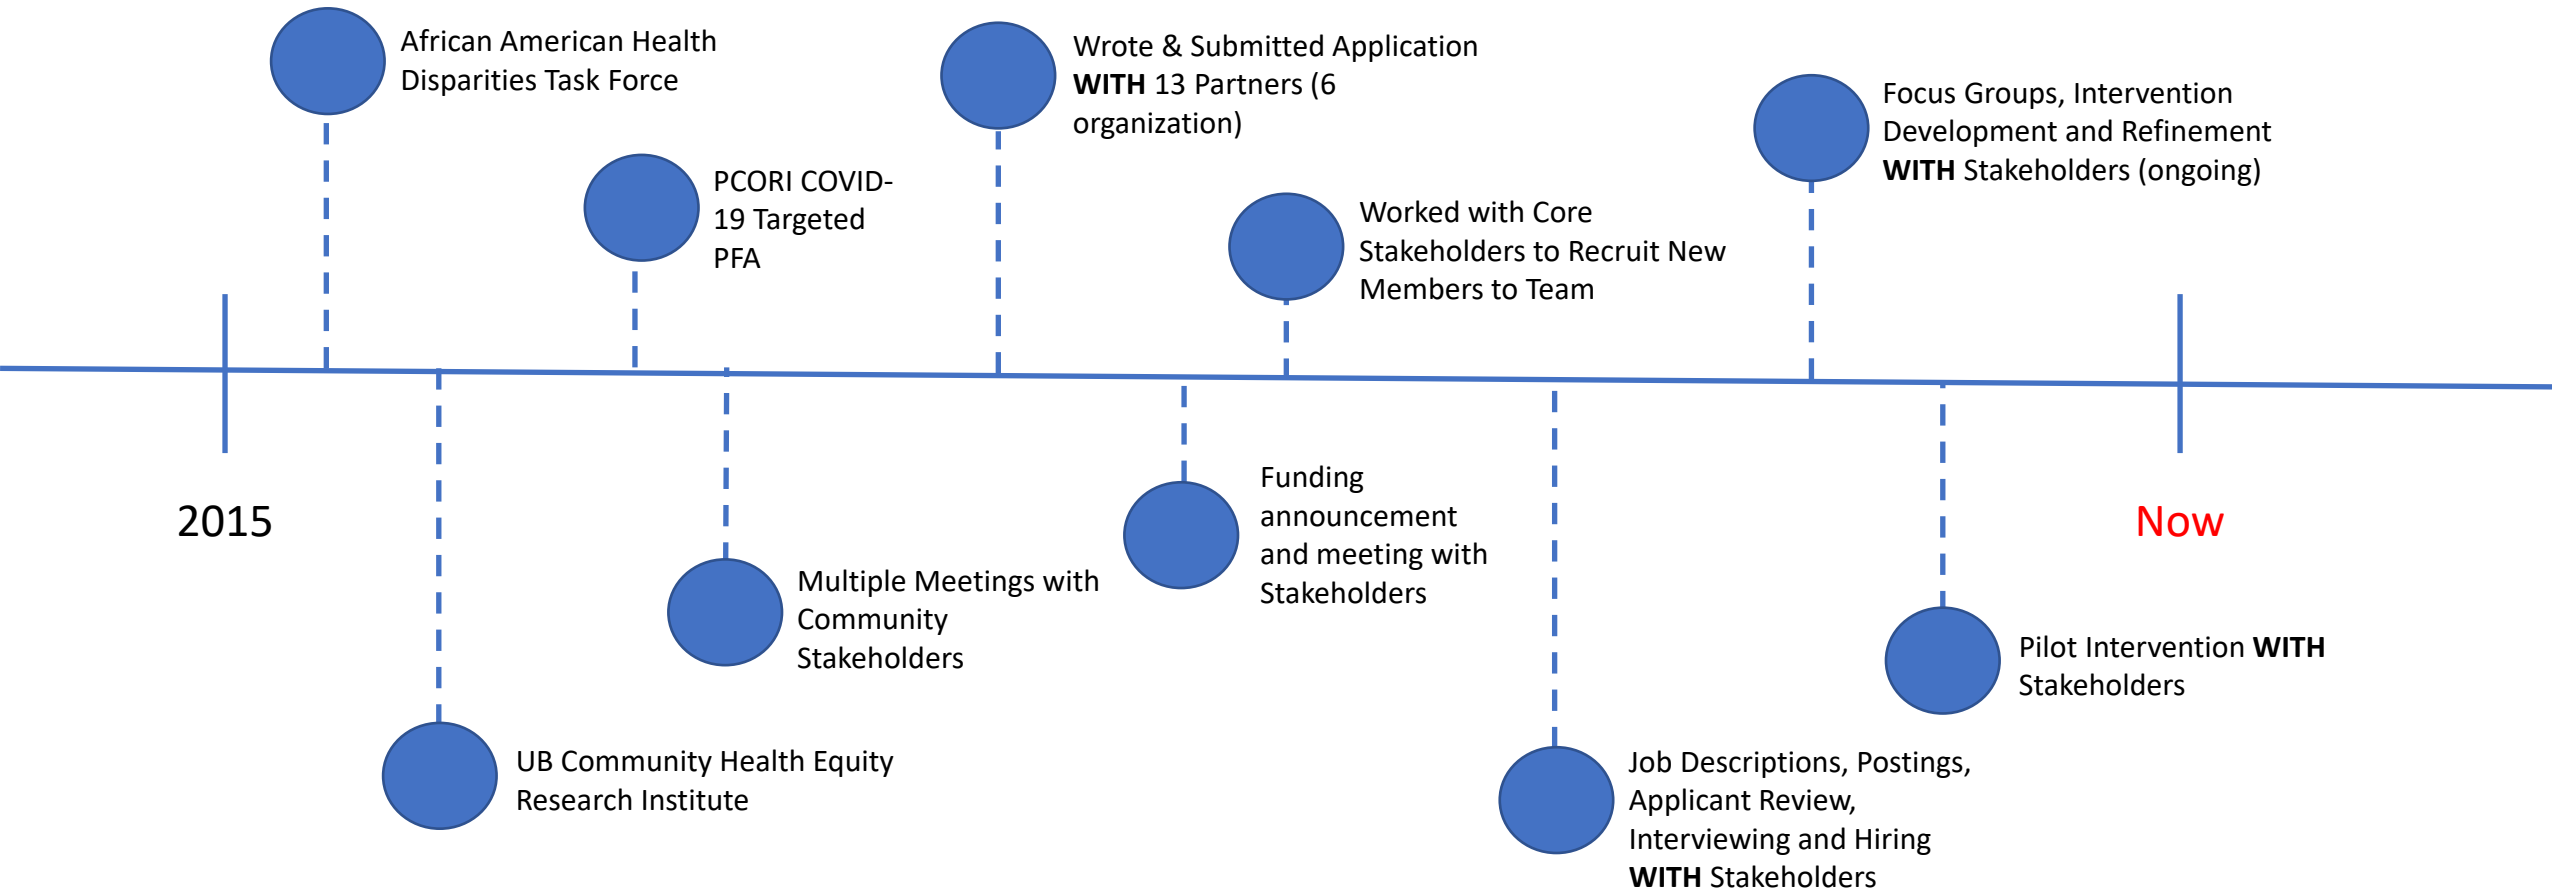 African American Health
Disparities Task Force
Wrote & Submitted Application
WITH 13 Partners (6
organization)
Focus Groups, Intervention
Development and Refinement
WITH Stakeholders (ongoing)
PCORI COVID-
19 Targeted
PFA
Worked with Core
Stakeholders to Recruit New
Members to Team
2015
Now
Funding
announcement
and meeting with
Stakeholders
Multiple Meetings with
Community
Stakeholders
Pilot Intervention WITH
Stakeholders
UB Community Health Equity
Research Institute
Job Descriptions, Postings,
Applicant Review,
Interviewing and Hiring
WITH Stakeholders